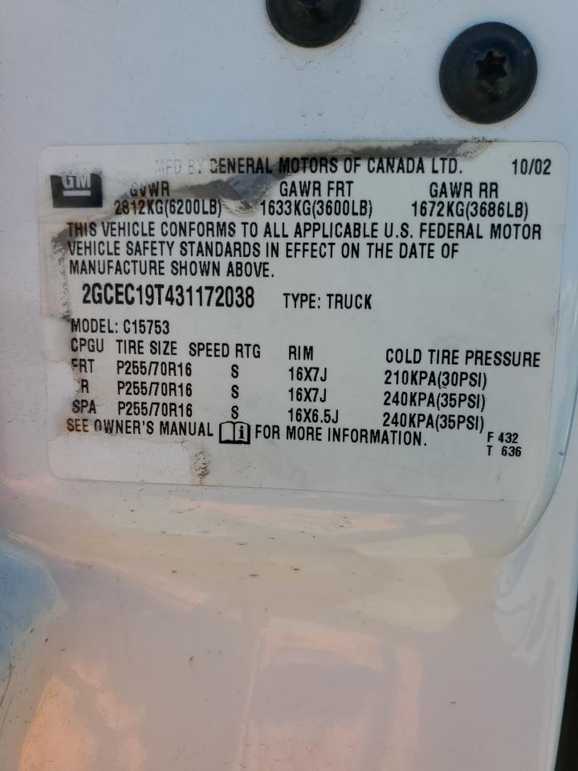 MFD BY GENERAL MOTORS OF CANADA LTD. 10/02
GM
GVWR GAWR FRT GAWR RR
2812KG(6200LB) 1633KG(3600LB) 1672KG(3686LB)
THIS VEHICLE CONFORMS TO ALL APPLICABLE U.S. FEDERAL MOTOR
VEHICLE SAFETY STANDARDS IN EFFECT ON THE DATE OF
MANUFACTURE SHOWN ABOVE.
2GCEC19T431172038 TYPE: TRUCK
MODEL: C15753
CPGU TIRE SIZE SPEED RTG RIM COLD TIRE PRESSURE
FRT P255/70R16 S 16X7J 210KPA(30PSI)
R P255/70R16 S 16X7J 240KPA(35PSI)
SPA P255/70R16 S 16X6.5J 240KPA(35PSI)
SEE OWNER'S MANUAL i FOR MORE INFORMATION.
F 432
T 636